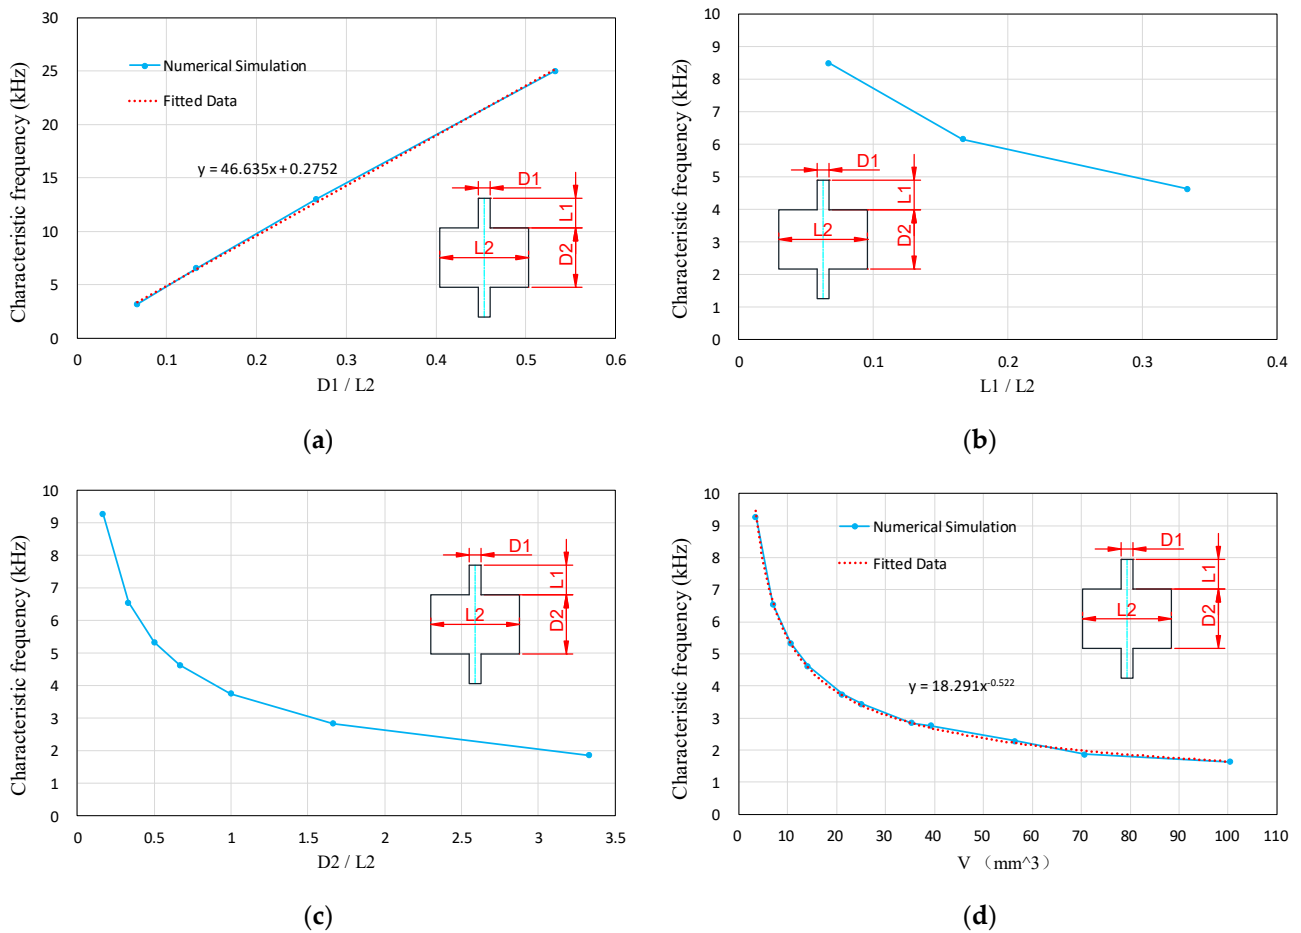 30
25
20
15
10
5
0
Characteristic frequency (kHz)
Numerical Simulation
Fitted Data
y = 46.635x + 0.2752
D1
L1
L2
D2
0 0.1 0.2 0.3 0.4 0.5 0.6
D1 / L2
(a)
10
9
8
7
6
5
4
3
2
1
0
Characteristic frequency (kHz)
D1
L1
L2
D2
0 0.1 0.2 0.3 0.4
L1 / L2
(b)
10
9
8
7
6
5
4
3
2
1
0
Characteristic frequency (kHz)
D1
L1
L2
D2
0 0.5 1 1.5 2 2.5 3 3.5
D2 / L2
(c)
10
9
8
7
6
5
4
3
2
1
0
Characteristic frequency (kHz)
Numerical Simulation
Fitted Data
D1
L1
L2
D2
y = 18.291x^-0.522
0 10 20 30 40 50 60 70 80 90 100 110
V （mm^3）
(d)